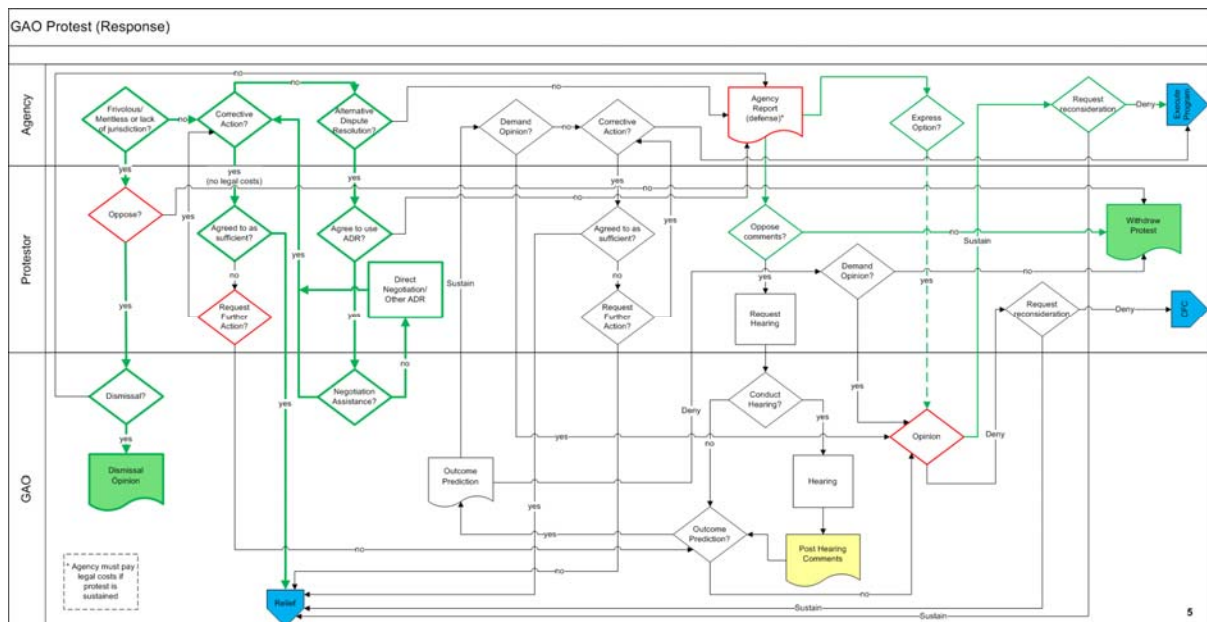 GAO Protest (Response)
Agency
Frivolous/
Meritless or lack
of jurisdiction?
no
Corrective
Action?
no
no
Alternative
Dispute
Resolution?
no
Demand
Opinion?
no
Corrective
Action?
Agency
Report
(defense)*
Express
Option?
Request
reconsideration
Deny
Execute
Program
yes
yes
(no legal costs)
yes
yes
Protestor
Oppose?
no
yes
Agreed to as
sufficient?
Agree to use
ADR?
no
Agreed to as
sufficient?
yes
Oppose
comments?
no
Sustain
Withdraw
Protest
yes
no
yes
Sustain
Direct
Negotiation/
Other ADR
no
yes
Demand
Opinion?
no
yes
yes
Request
Further
Action?
yes
Request
Further
Action?
Request
Hearing
Request
reconsideration
Deny
DFC
GAO
Dismissal?
yes
Negotiation
Assistance?
no
Conduct
Hearing?
yes
Deny
no
yes
yes
Opinion
Deny
yes
Dismissal
Opinion
Outcome
Prediction
Hearing
yes
yes
Outcome
Prediction?
Post Hearing
Comments
no
no
no
* Agency must pay
legal costs if
protest is
sustained
Relief
Sustain
Sustain
5